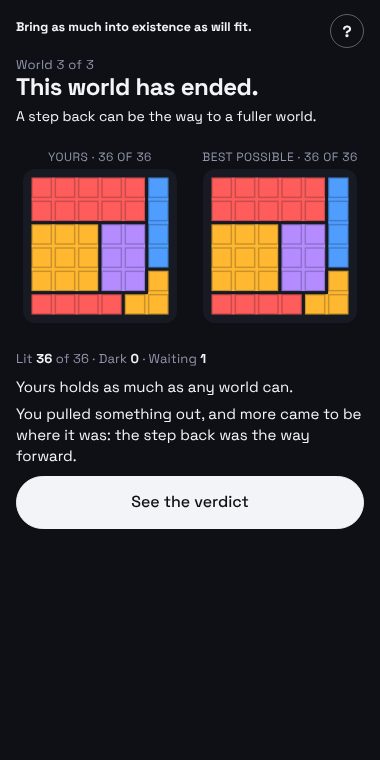 Bring as much into existence as will fit.
?
World 3 of 3
This world has ended.
A step back can be the way to a fuller world.
YOURS · 36 OF 36
BEST POSSIBLE · 36 OF 36
Lit 36 of 36 · Dark 0 · Waiting 1
Yours holds as much as any world can.
You pulled something out, and more came to be
where it was: the step back was the way
forward.
See the verdict